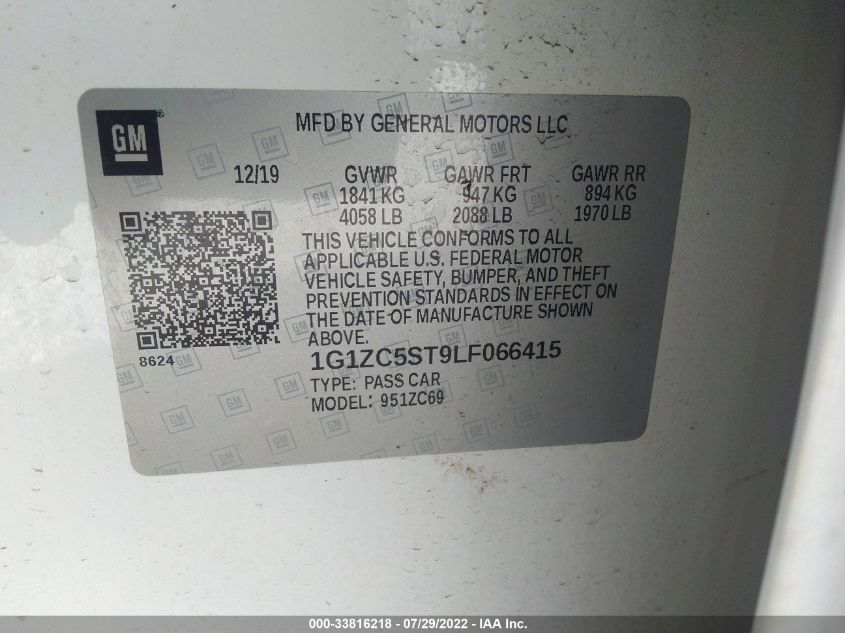 GM
MFD BY GENERAL MOTORS LLC
12/19 GVWR GAWR FRT GAWR RR
1841 KG 947 KG 894 KG
4058 LB 2088 LB 1970 LB
THIS VEHICLE CONFORMS TO ALL
APPLICABLE U.S. FEDERAL MOTOR
VEHICLE SAFETY, BUMPER, AND THEFT
PREVENTION STANDARDS IN EFFECT ON
THE DATE OF MANUFACTURE SHOWN
ABOVE.
8624
1G1ZC5ST9LF066415
TYPE: PASS CAR
MODEL: 951ZC69
000-33816218 - 07/29/2022 - IAA Inc.